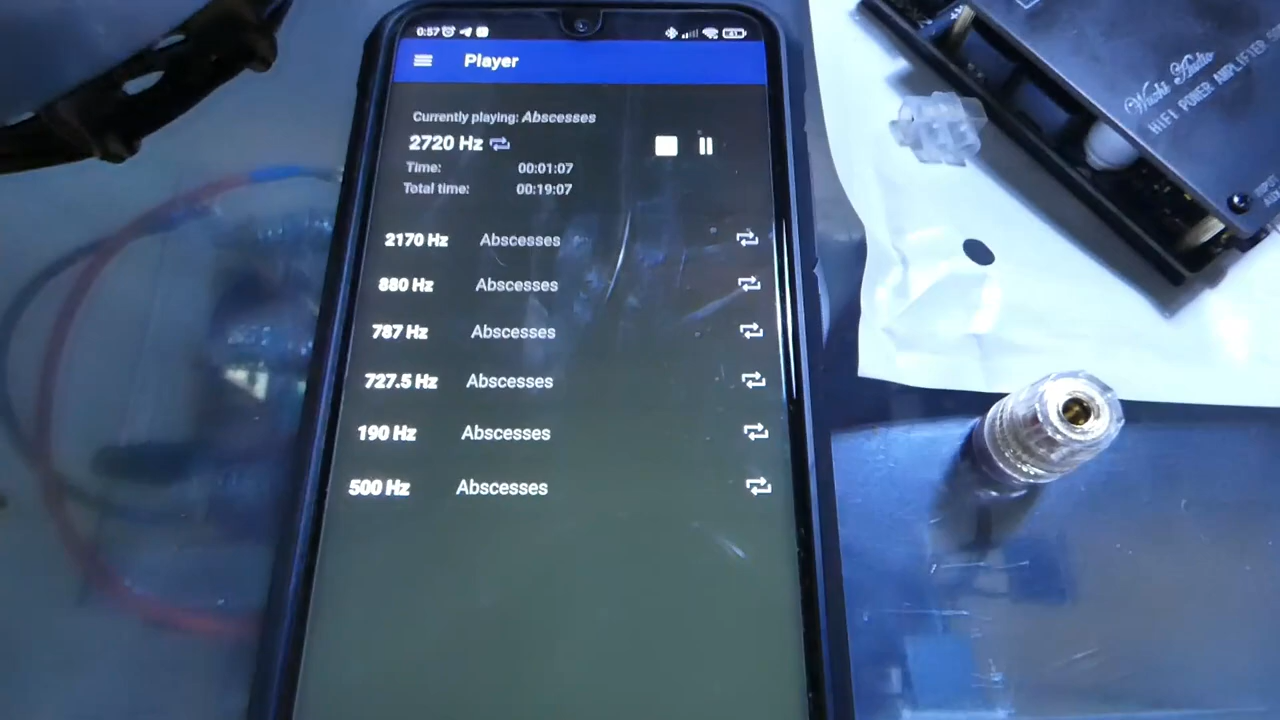 0:57
Player
Currently playing: Abscesses
2720 Hz
Time: 00:01:07
Total time: 00:19:07
2170 Hz Abscesses
880 Hz Abscesses
787 Hz Abscesses
727.5 Hz Abscesses
190 Hz Abscesses
500 Hz Abscesses
Audio
HIFI POWER AMPLIFIER
INPUT